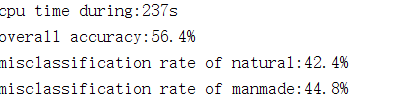 cpu time during:237s
overall accuracy:56.4%
misclassification rate of natural:42.4%
misclassification rate of manmade:44.8%